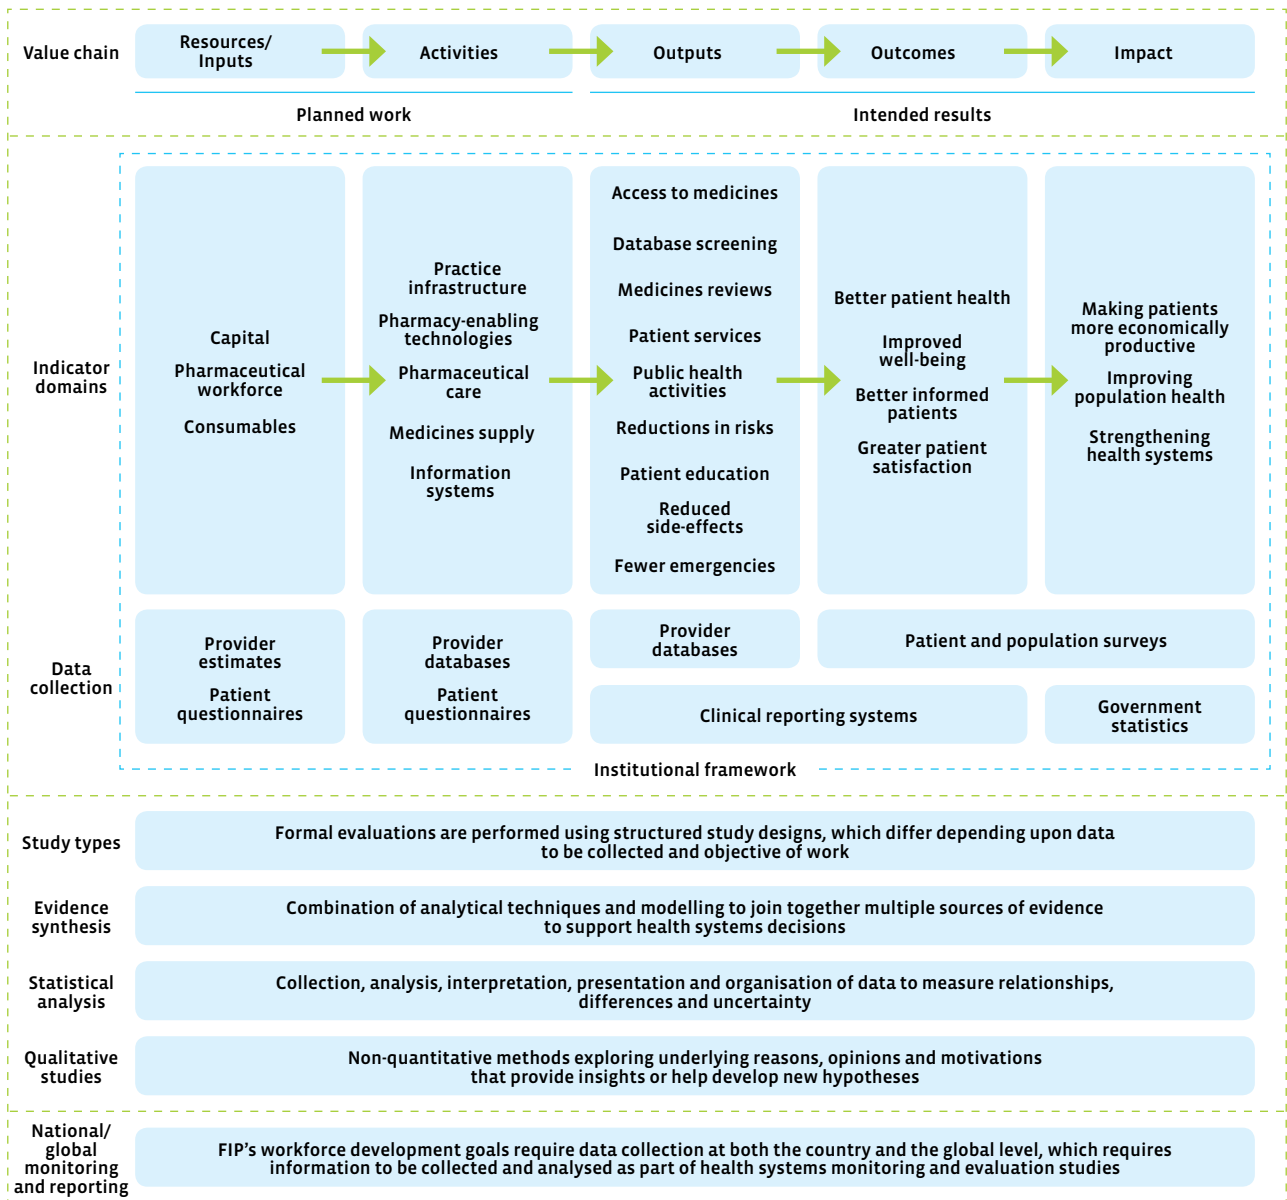 Value chain
Resources/
Inputs
Activities
Outputs
Outcomes
Impact
Planned work
Intended results
Indicator
domains
Capital
Pharmaceutical
workforce
Consumables
Practice
infrastructure
Pharmacy-enabling
technologies
Pharmaceutical
care
Medicines supply
Information
systems
Access to medicines
Database screening
Medicines reviews
Patient services
Public health
activities
Reductions in risks
Patient education
Reduced
side-effects
Fewer emergencies
Better patient health
Improved
well-being
Better informed
patients
Greater patient
satisfaction
Making patients
more economically
productive
Improving
population health
Strengthening
health systems
Data
collection
Provider
estimates
Patient
questionnaires
Provider
databases
Patient
questionnaires
Provider
databases
Patient and population surveys
Clinical reporting systems
Government
statistics
Institutional framework
Study types
Formal evaluations are performed using structured study designs, which differ depending upon data
to be collected and objective of work
Evidence
synthesis
Combination of analytical techniques and modelling to join together multiple sources of evidence
to support health systems decisions
Statistical
analysis
Collection, analysis, interpretation, presentation and organisation of data to measure relationships,
differences and uncertainty
Qualitative
studies
Non-quantitative methods exploring underlying reasons, opinions and motivations
that provide insights or help develop new hypotheses
National/
global
monitoring
and reporting
FIP's workforce development goals require data collection at both the country and the global level, which requires
information to be collected and analysed as part of health systems monitoring and evaluation studies